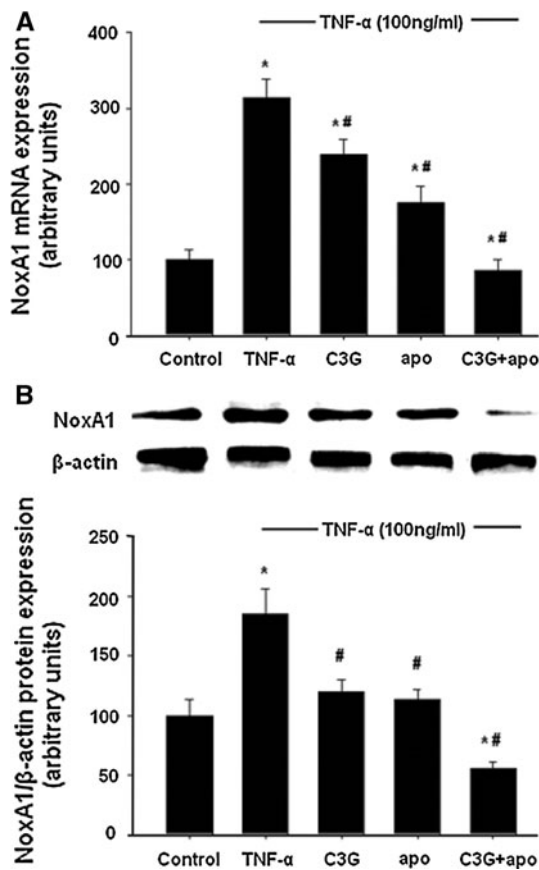 A
TNF-α (100ng/ml)
NoxA1 mRNA expression
(arbitrary units)
400
300
200
100
0
*
*#
*#
*#
Control TNF-α C3G apo C3G+apo
B
NoxA1
β-actin
TNF-α (100ng/ml)
NoxA1/β-actin protein expression
(arbitrary units)
250
200
150
100
50
0
*
#
#
*#
Control TNF-α C3G apo C3G+apo